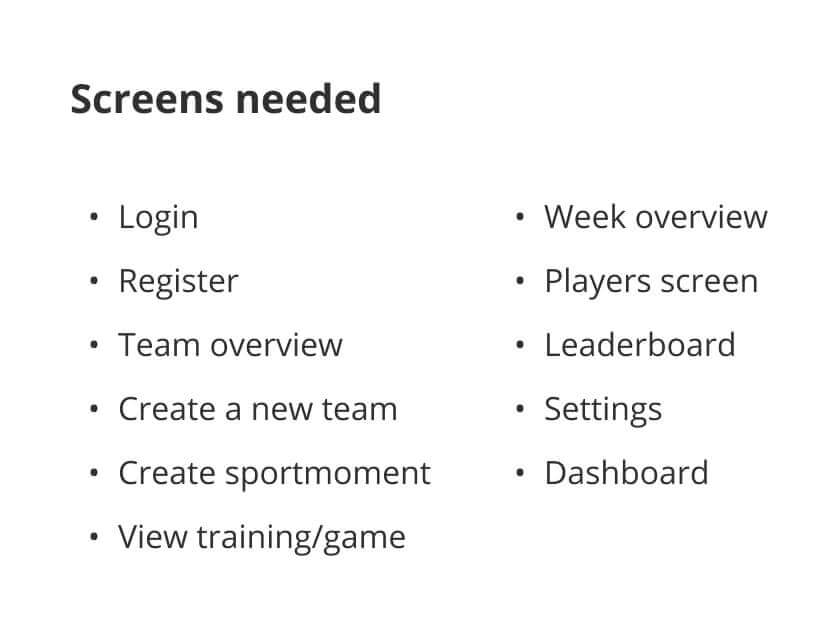 Screens needed
• Login
• Register
• Team overview
• Create a new team
• Create sportmoment
• View training/game
• Week overview
• Players screen
• Leaderboard
• Settings
• Dashboard